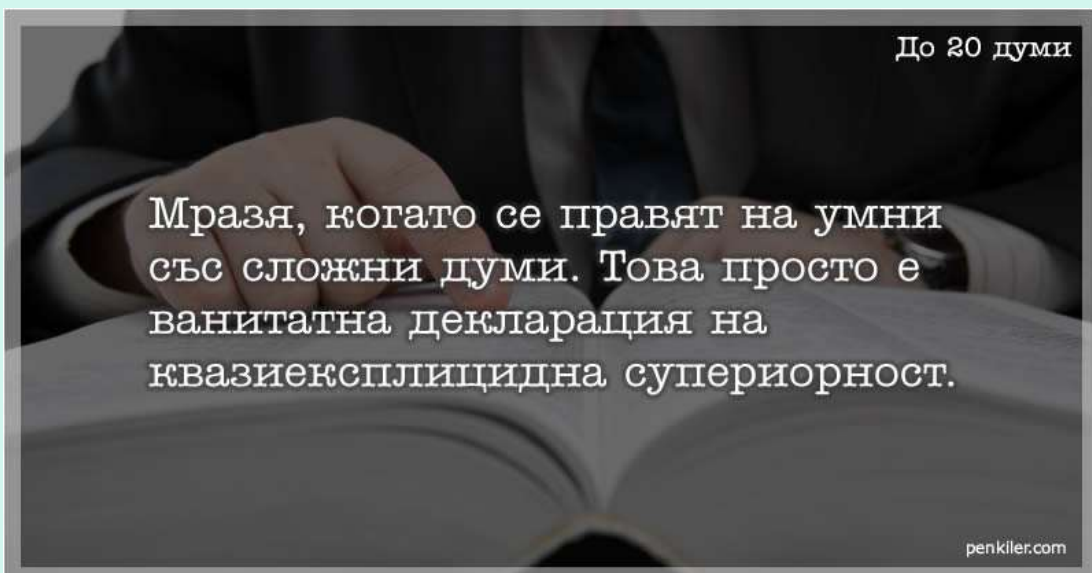 До 20 думи
Мразя, когато се правят на умни
със сложни думи. Това просто е
ванитатна декларация на
квазиексплицидна супериорност.
penkiler.com